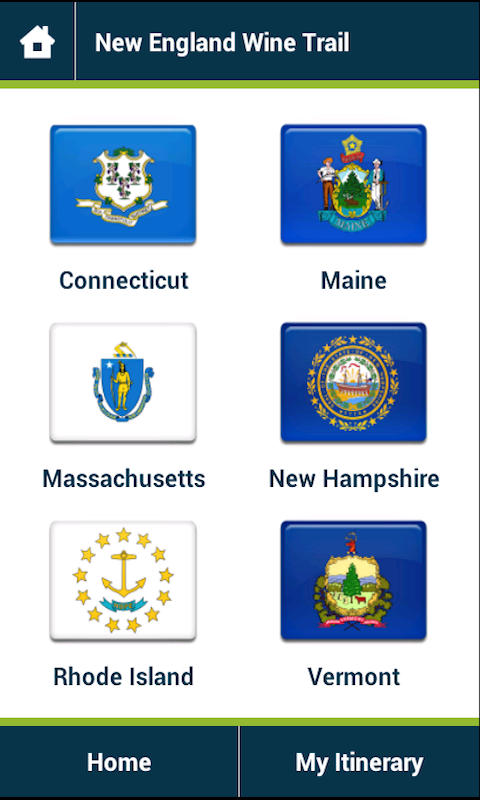 New England Wine Trail
Connecticut
Maine
Massachusetts
New Hampshire
Rhode Island
Vermont
Home
My Itinerary